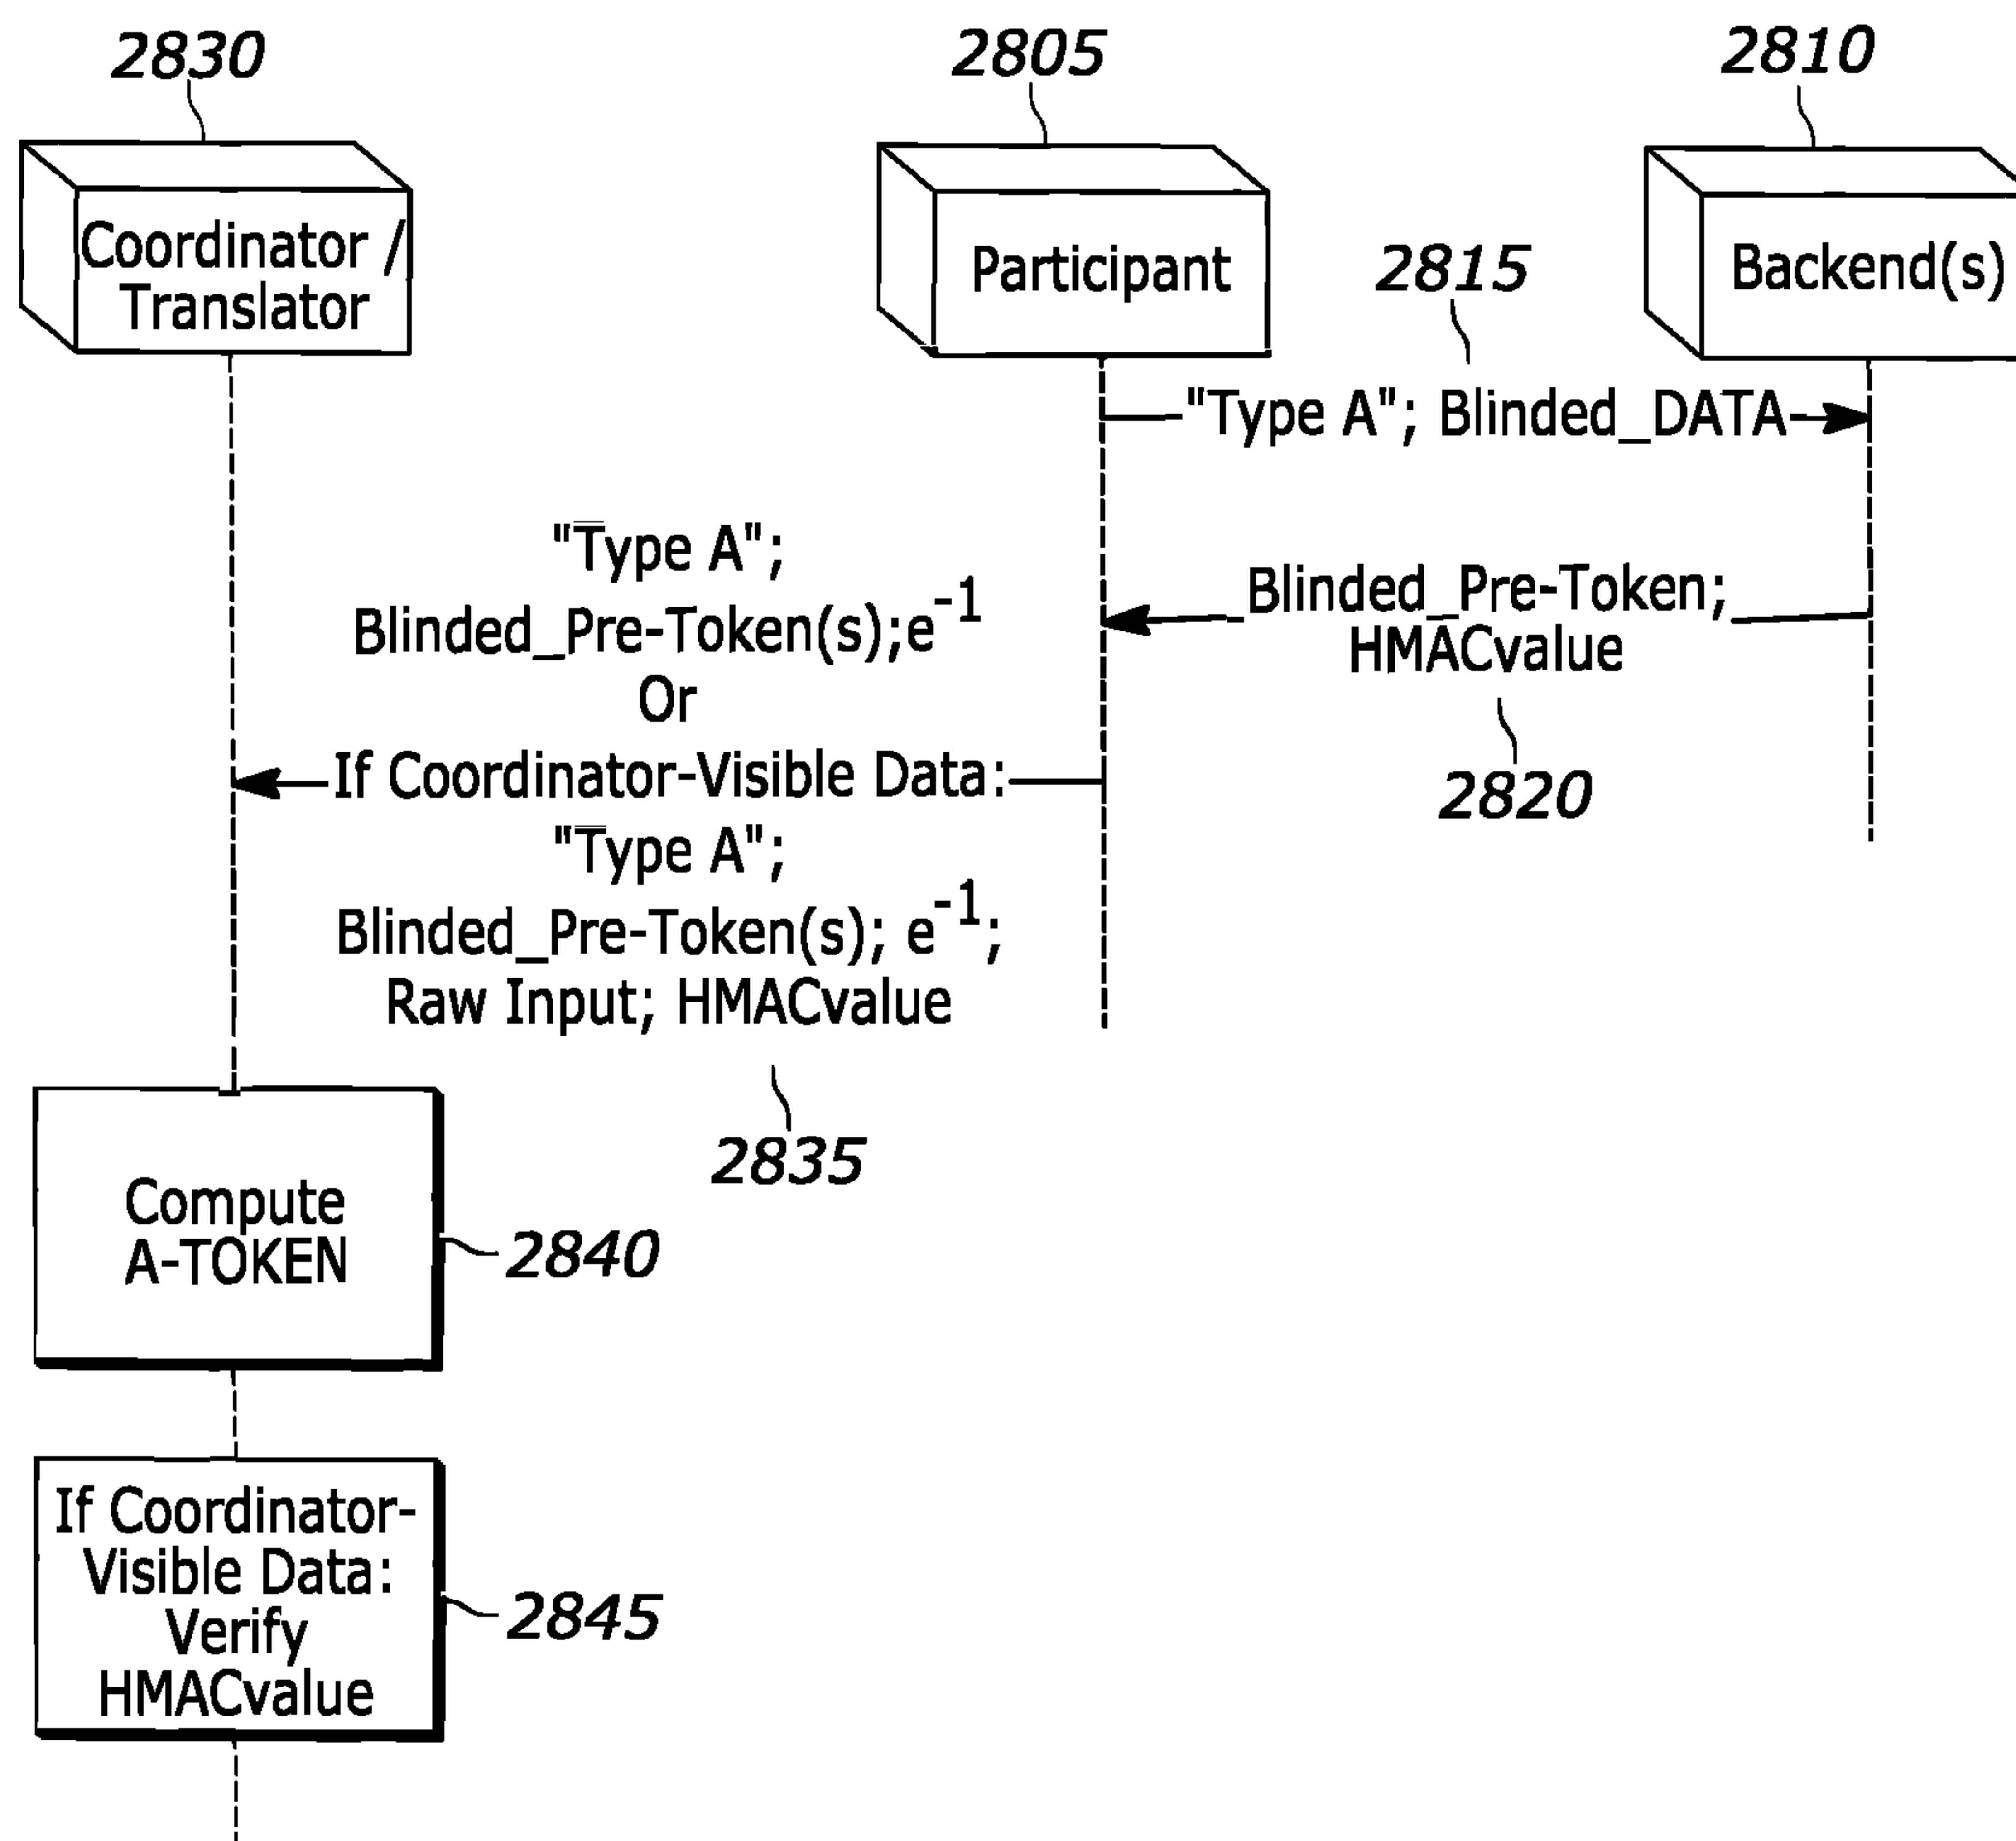 2830
2805
2810
Coordinator /
Translator
Participant
2815
Backend(s)
"Type A"; Blinded_DATA
"Type A";
Blinded_Pre-Token(s);e⁻¹
Or
If Coordinator-Visible Data:
"Type A";
Blinded_Pre-Token(s); e⁻¹;
Raw Input; HMACvalue
2835
Blinded_Pre-Token;
HMACvalue
2820
Compute
A-TOKEN
2840
If Coordinator-
Visible Data:
Verify
HMACvalue
2845